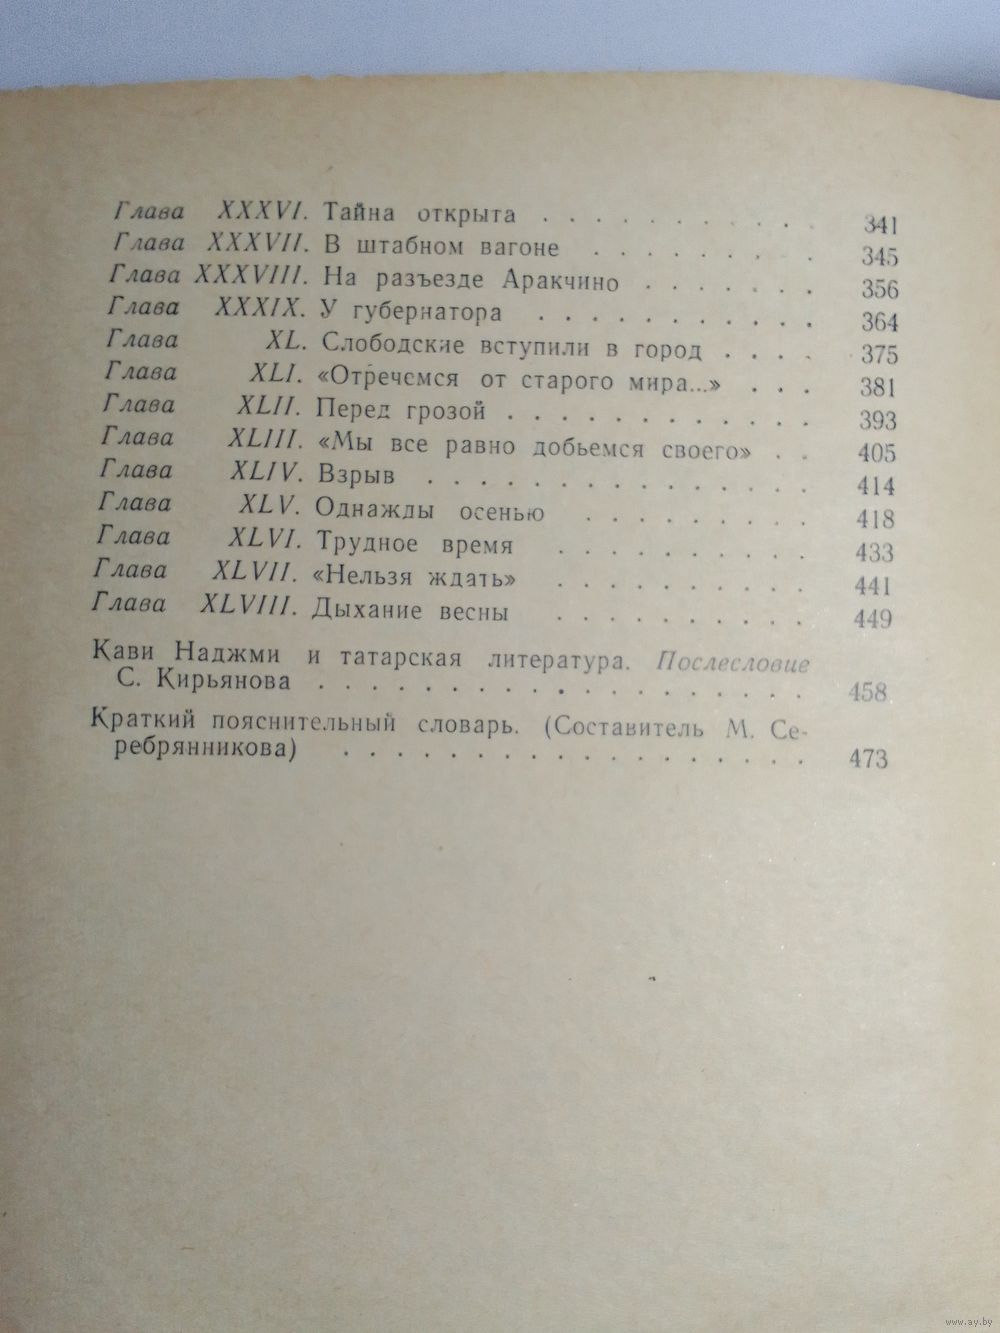 Глава XXXVI. Тайна открыта . . . . . . . . . . 341
Глава XXXVII. В штабном вагоне . . . . . . . . 345
Глава XXXVIII. На разъезде Аракчино . . . . . . . 356
Глава XXXIX. У губернатора . . . . . . . . . . . 364
Глава XL. Слободские вступили в город . . . . 375
Глава XLI. «Отречемся от старого мира...» . . . 381
Глава XLII. Перед грозой . . . . . . . . . . . . 393
Глава XLIII. «Мы все равно добьемся своего» . . 405
Глава XLIV. Взрыв . . . . . . . . . . . . . . . 414
Глава XLV. Однажды осенью . . . . . . . . . 418
Глава XLVI. Трудное время . . . . . . . . . . 433
Глава XLVII. «Нельзя ждать» . . . . . . . . . . 441
Глава XLVIII. Дыхание весны . . . . . . . . . . . 449
Кави Наджми и татарская литература. Послесловие
С. Кирьянова . . . . . . . . . . . . . . . . . . . 458
Краткий пояснительный словарь. (Составитель М. Се-
ребрянникова) . . . . . . . . . . . . . . . . . . 473
www.ay.by